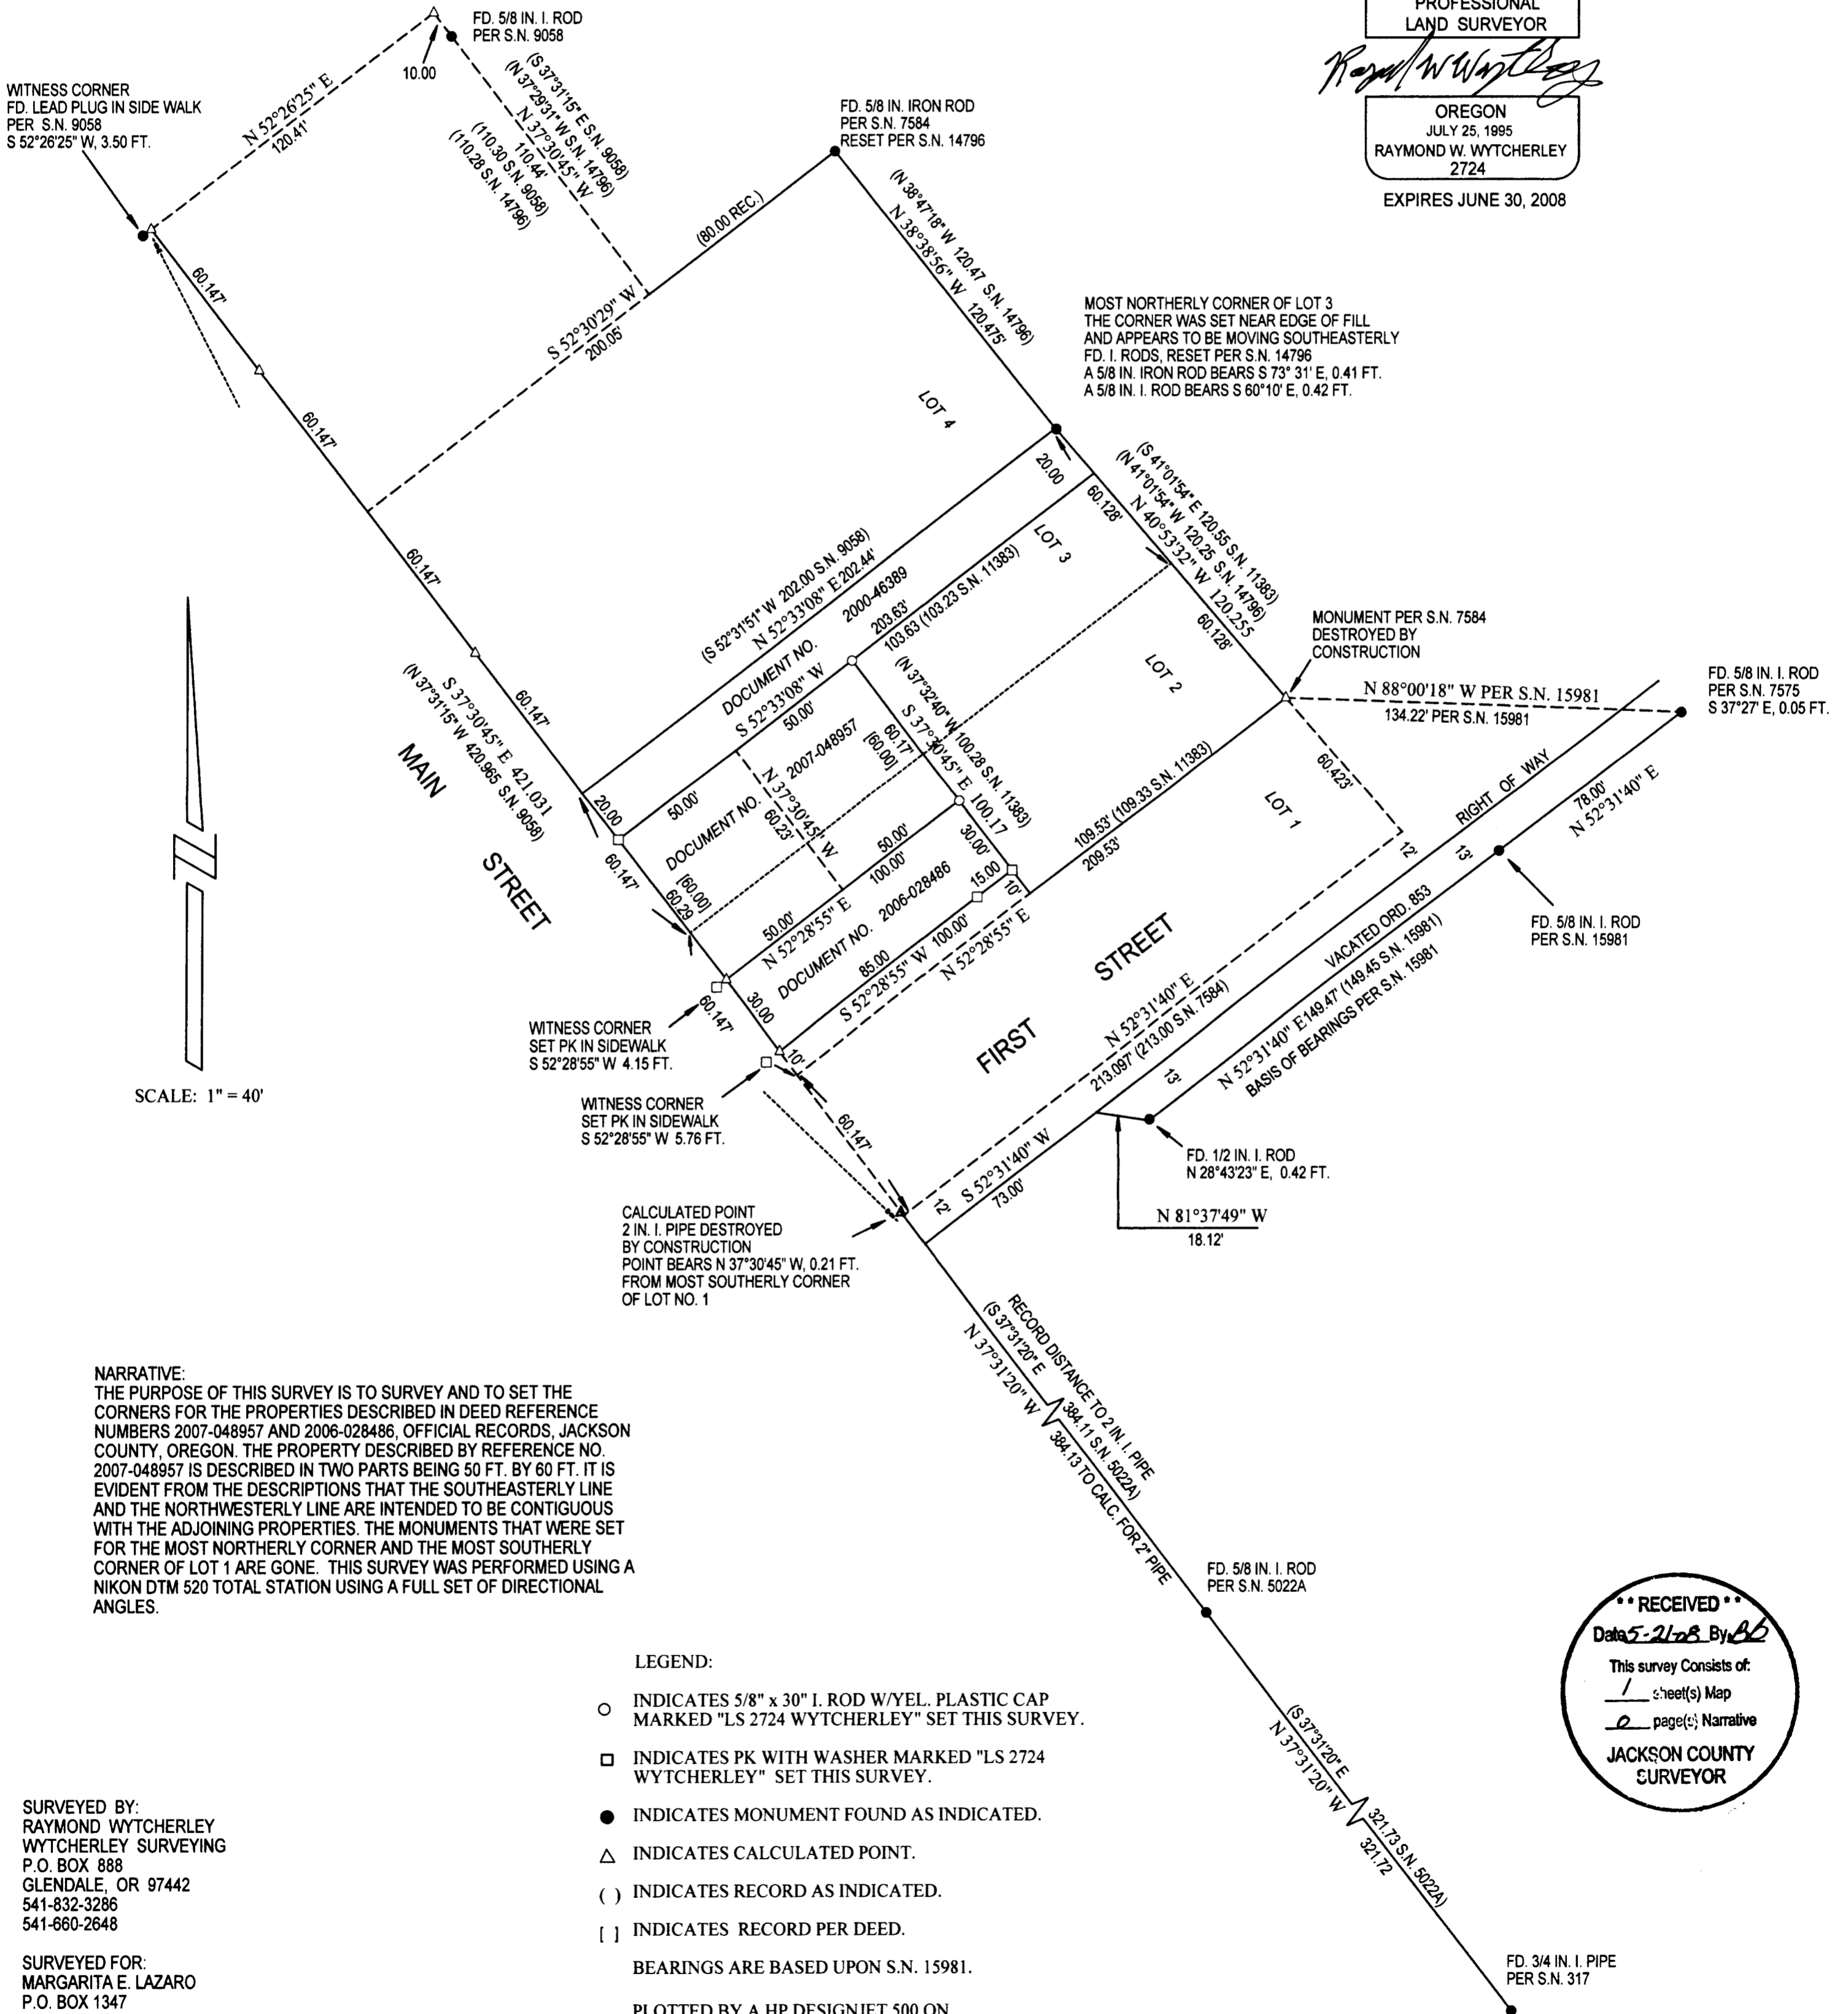 PROFESSIONAL
LAND SURVEYOR
OREGON
JULY 25, 1995
RAYMOND W. WYTCHERLEY
2724
EXPIRES JUNE 30, 2008
FD. 5/8 IN. I. ROD
PER S.N. 9058
10.00
WITNESS CORNER
FD. LEAD PLUG IN SIDE WALK
PER S.N. 9058
S 52°26'25" W, 3.50 FT.
N 52°26'25" E
120.41'
(S 37°31'15" E S.N. 9058)
(N 37°29'31" W S.N. 14796)
N 37°30'45" W
110.44'
(110.30 S.N. 9058)
(110.28 S.N. 14796)
FD. 5/8 IN. IRON ROD
PER S.N. 7584
RESET PER S.N. 14796
(80.00 REC.)
S 52°30'29" W
200.05'
(N 38°47'18" W 120.47 S.N. 14796)
N 38°38'56" W 120.475'
60.147'
60.147'
60.147'
60.147'
MOST NORTHERLY CORNER OF LOT 3
THE CORNER WAS SET NEAR EDGE OF FILL
AND APPEARS TO BE MOVING SOUTHEASTERLY
FD. I. RODS, RESET PER S.N. 14796
A 5/8 IN. IRON ROD BEARS S 73° 31' E, 0.41 FT.
A 5/8 IN. I. ROD BEARS S 60°10' E, 0.42 FT.
LOT 4
20.00
60.128'
(S 41°01'54" E 120.55 S.N. 11383)
(N 41°01'54" W 120.25 S.N. 14796)
N 40°53'32" W 120.255
60.128'
LOT 3
(S 52°31'51" W 202.00 S.N. 9058)
N 52°33'08" E 202.44'
DOCUMENT NO. 2000-46389
203.63'
S 52°33'08" W 103.63 (103.23 S.N. 11383)
50.00'
50.00'
LOT 2
MONUMENT PER S.N. 7584
DESTROYED BY
CONSTRUCTION
N 88°00'18" W PER S.N. 15981
134.22' PER S.N. 15981
FD. 5/8 IN. I. ROD
PER S.N. 7575
S 37°27' E, 0.05 FT.
(N 37°32'40" W 100.28 S.N. 11383)
S 37°30'45" E 100.17
60.17'
[60.00]
30.00'
DOCUMENT NO. 2007-048957
N 37°30'45" W
60.23'
S 37°30'45" E 421.031
(N 37°31'15" W 420.965 S.N. 9058)
MAIN STREET
20.00
60.147'
[60.00]
60.29
50.00'
100.00'
50.00'
N 52°28'55" E
DOCUMENT NO. 2006-028486
15.00
10'
85.00
S 52°28'55" W 100.00'
N 52°28'55" E
109.53' (109.33 S.N. 11383)
209.53'
LOT 1
60.423'
12'
13'
RIGHT OF WAY
78.00'
N 52°31'40" E
FD. 5/8 IN. I. ROD
PER S.N. 15981
VACATED ORD. 853
N 52°31'40" E 149.47' (149.45 S.N. 15981)
BASIS OF BEARINGS PER S.N. 15981
FIRST STREET
N 52°31'40" E
213.097' (213.00 S.N. 7584)
13'
S 52°31'40" W
73.00'
12'
FD. 1/2 IN. I. ROD
N 28°43'23" E, 0.42 FT.
N 81°37'49" W
18.12'
30.00
60.147'
10'
60.147'
WITNESS CORNER
SET PK IN SIDEWALK
S 52°28'55" W 4.15 FT.
WITNESS CORNER
SET PK IN SIDEWALK
S 52°28'55" W 5.76 FT.
SCALE: 1" = 40'
CALCULATED POINT
2 IN. I. PIPE DESTROYED
BY CONSTRUCTION
POINT BEARS N 37°30'45" W, 0.21 FT.
FROM MOST SOUTHERLY CORNER
OF LOT NO. 1
RECORD DISTANCE TO 2 IN. I. PIPE
(S 37°31'20" E 384.11 S.N. 5022A)
N 37°31'20" W 384.13 TO CALC. FOR 2" PIPE
FD. 5/8 IN. I. ROD
PER S.N. 5022A
(S 37°31'20" E 321.73 S.N. 5022A)
N 37°31'20" W 321.72
FD. 3/4 IN. I. PIPE
PER S.N. 317
NARRATIVE:
THE PURPOSE OF THIS SURVEY IS TO SURVEY AND TO SET THE
CORNERS FOR THE PROPERTIES DESCRIBED IN DEED REFERENCE
NUMBERS 2007-048957 AND 2006-028486, OFFICIAL RECORDS, JACKSON
COUNTY, OREGON. THE PROPERTY DESCRIBED BY REFERENCE NO.
2007-048957 IS DESCRIBED IN TWO PARTS BEING 50 FT. BY 60 FT. IT IS
EVIDENT FROM THE DESCRIPTIONS THAT THE SOUTHEASTERLY LINE
AND THE NORTHWESTERLY LINE ARE INTENDED TO BE CONTIGUOUS
WITH THE ADJOINING PROPERTIES. THE MONUMENTS THAT WERE SET
FOR THE MOST NORTHERLY CORNER AND THE MOST SOUTHERLY
CORNER OF LOT 1 ARE GONE. THIS SURVEY WAS PERFORMED USING A
NIKON DTM 520 TOTAL STATION USING A FULL SET OF DIRECTIONAL
ANGLES.
LEGEND:
INDICATES 5/8" x 30" I. ROD W/YEL. PLASTIC CAP
MARKED "LS 2724 WYTCHERLEY" SET THIS SURVEY.
INDICATES PK WITH WASHER MARKED "LS 2724
WYTCHERLEY" SET THIS SURVEY.
INDICATES MONUMENT FOUND AS INDICATED.
INDICATES CALCULATED POINT.
( ) INDICATES RECORD AS INDICATED.
[ ] INDICATES RECORD PER DEED.
BEARINGS ARE BASED UPON S.N. 15981.
PLOTTED BY A HP DESIGNJET 500 ON
SURVEYED BY:
RAYMOND WYTCHERLEY
WYTCHERLEY SURVEYING
P.O. BOX 888
GLENDALE, OR 97442
541-832-3286
541-660-2648
SURVEYED FOR:
MARGARITA E. LAZARO
P.O. BOX 1347
** RECEIVED **
Date 5-21-08 By BB
This survey Consists of:
1 sheet(s) Map
0 page(s) Narrative
JACKSON COUNTY
SURVEYOR